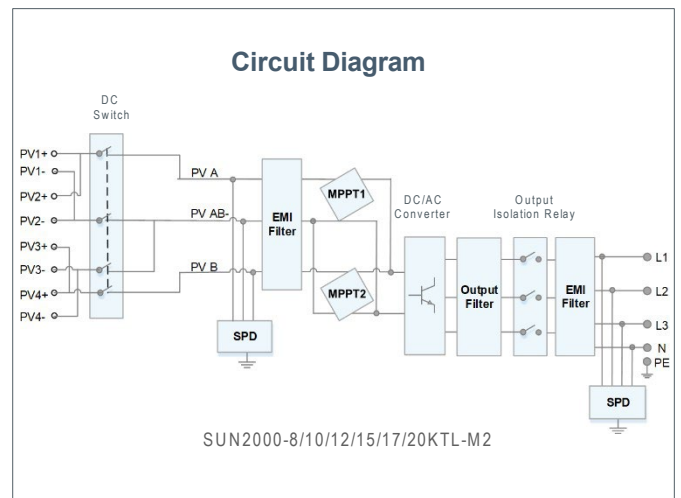 Circuit Diagram
DC
Switch
PV1+
PV1-
PV2+
PV2-
PV3+
PV3-
PV4+
PV4-
PV A
PV AB-
PV B
EMI
Filter
SPD
MPPT1
MPPT2
DC/AC
Converter
Output
Filter
Output
Isolation Relay
EMI
Filter
L1
L2
L3
N
PE
SPD
SUN2000-8/10/12/15/17/20KTL-M2